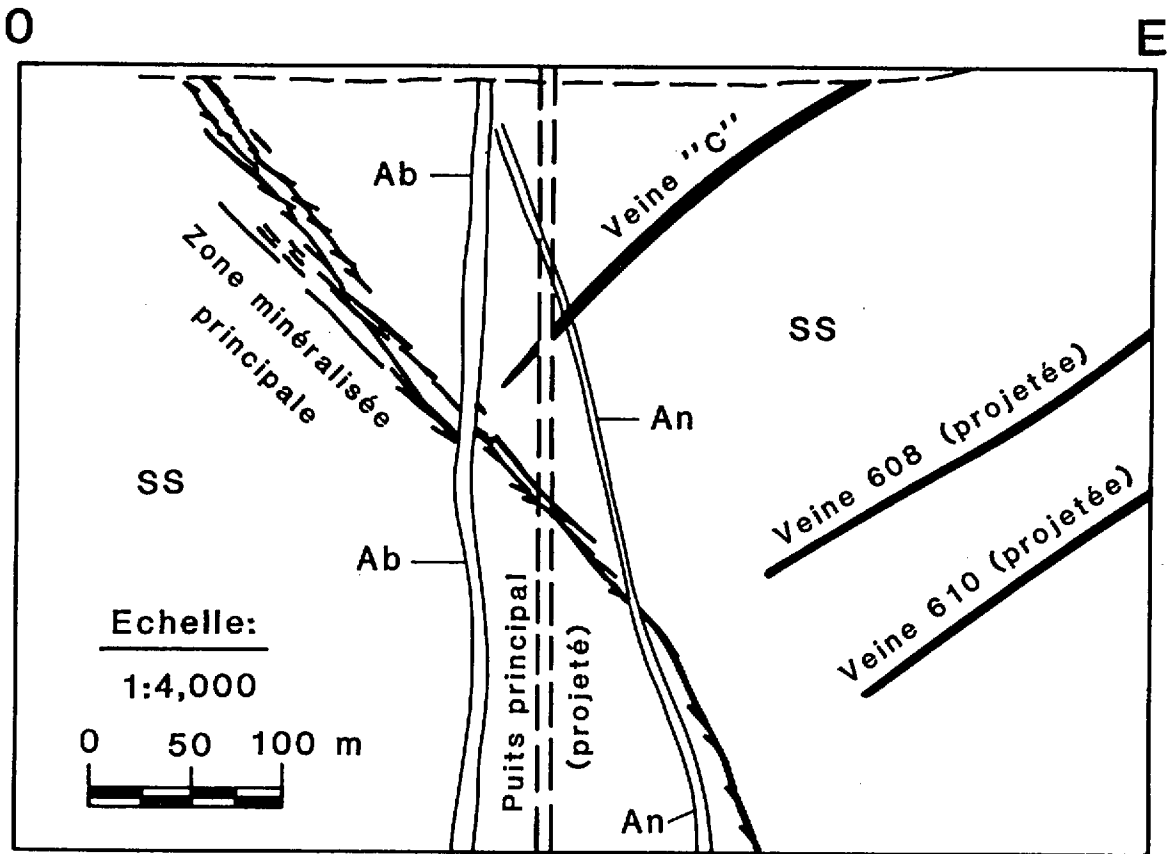 O
E
Ab
Veine "C"
Zone minéralisée
principale
SS
An
SS
Veine 608 (projetée)
Ab
Veine 610 (projetée)
Puits principal
(projeté)
Echelle:
1:4,000
0 50 100 m
An